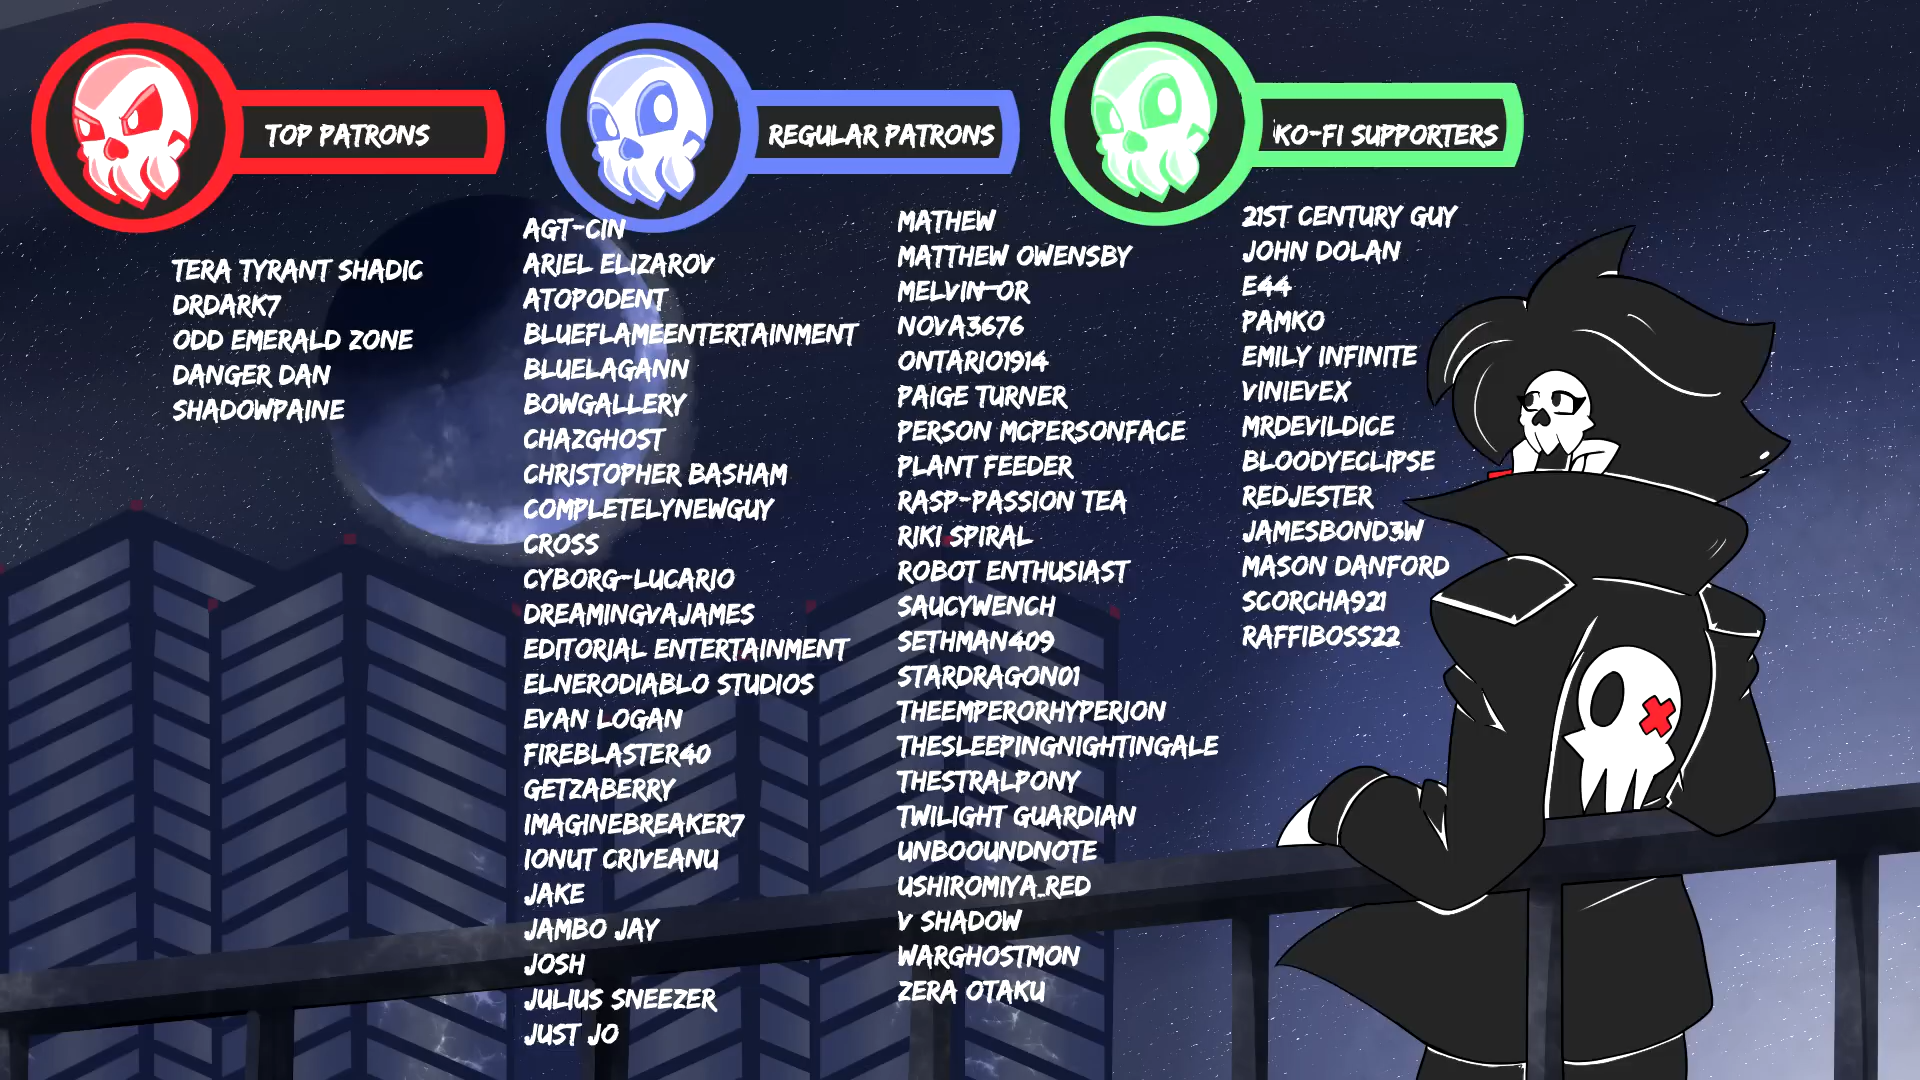 TOP PATRONS
TERA TYRANT SHADIC
DRDARK7
ODD EMERALD ZONE
DANGER DAN
SHADOWPAINE
REGULAR PATRONS
AGT-CIN
ARIEL ELIZAROV
ATOPODENT
BLUEFLAMEENTERTAINMENT
BLUELAGANN
BOWGALLERY
CHAZGHOST
CHRISTOPHER BASHAM
COMPLETELYNEWGUY
CROSS
CYBORG-LUCARIO
DREAMINGVAJAMES
EDITORIAL ENTERTAINMENT
ELNERODIABLO STUDIOS
EVAN LOGAN
FIREBLASTER40
GETZABERRY
IMAGINEBREAKER7
IONUT CRIVEANU
JAKE
JAMBO JAY
JOSH
JULIUS SNEEZER
JUST JO
MATHEW
MATTHEW OWENSBY
MELVIN-OR
NOVA3676
ONTARIO1914
PAIGE TURNER
PERSON MCPERSONFACE
PLANT FEEDER
RASP-PASSION TEA
RIKI SPIRAL
ROBOT ENTHUSIAST
SAUCYWENCH
SETHMAN409
STARDRAGON01
THEEMPERORHYPERION
THESLEEPINGNIGHTINGALE
THESTRALPONY
TWILIGHT GUARDIAN
UNBOOUNDNOTE
USHIROMIYA_RED
V SHADOW
WARGHOSTMON
ZERA OTAKU
KO-FI SUPPORTERS
21ST CENTURY GUY
JOHN DOLAN
E44
PAMKO
EMILY INFINITE
VINIEVEX
MRDEVILDICE
BLOODYECLIPSE
REDJESTER
JAMESBOND3W
MASON DANFORD
SCORCHA921
RAFFIBOSS22